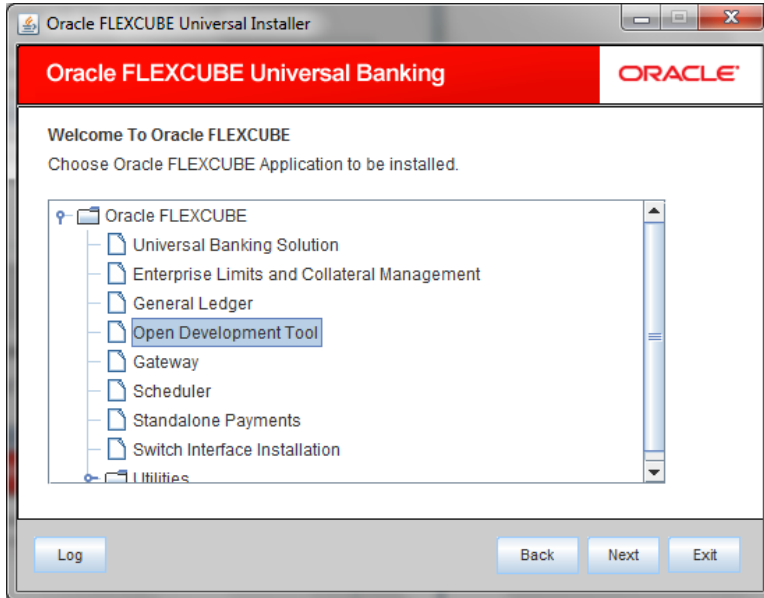 Oracle FLEXCUBE Universal Installer
Oracle FLEXCUBE Universal Banking
ORACLE
Welcome To Oracle FLEXCUBE
Choose Oracle FLEXCUBE Application to be installed.
Oracle FLEXCUBE
Universal Banking Solution
Enterprise Limits and Collateral Management
General Ledger
Open Development Tool
Gateway
Scheduler
Standalone Payments
Switch Interface Installation
Utilities
Log Back Next Exit